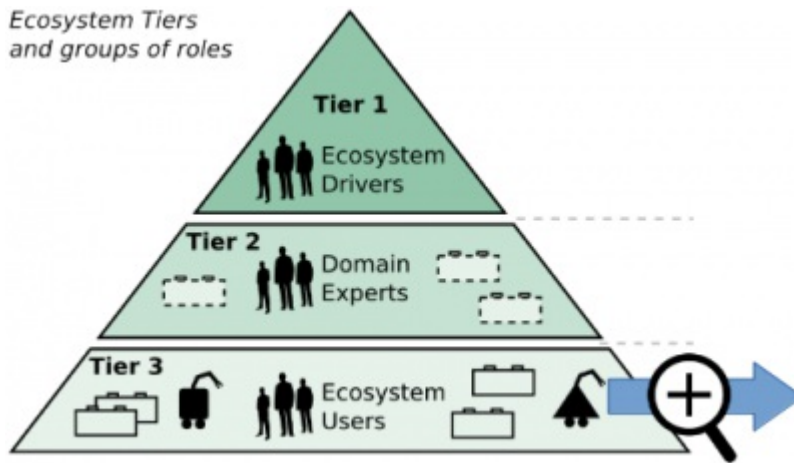 Ecosystem Tiers
and groups of roles
Tier 1
Ecosystem
Drivers
Tier 2
Domain
Experts
Tier 3
Ecosystem
Users